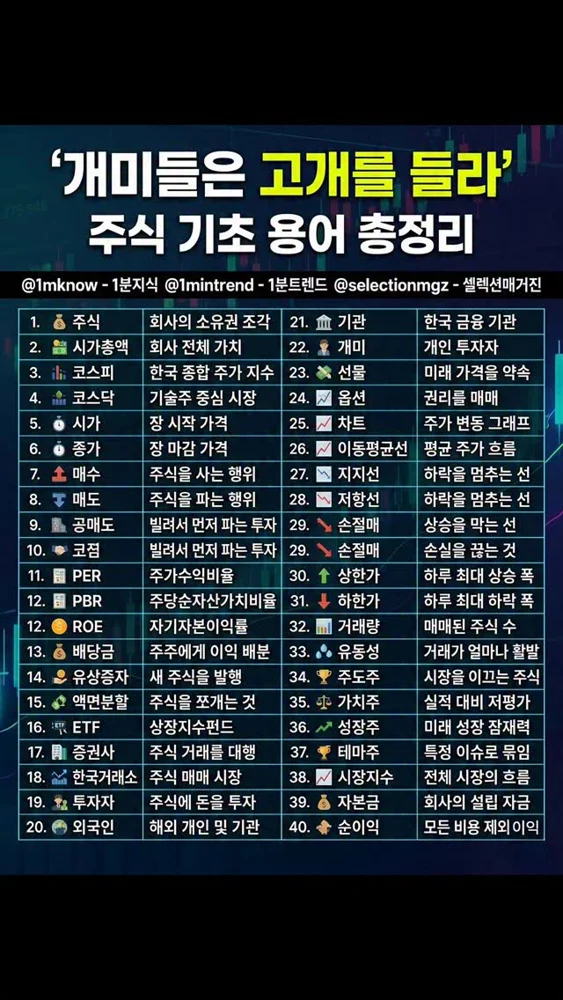 ‘개미들은 고개를 들라’
주식 기초 용어 총정리
@1mknow - 1분지식 @1mintrend - 1분트렌드 @selectionmgz - 셀렉션매거진
1. 주식 회사의 소유권 조각
2. 시가총액 회사 전체 가치
3. 코스피 한국 종합 주가 지수
4. 코스닥 기술주 중심 시장
5. 시가 장 시작 가격
6. 종가 장 마감 가격
7. 매수 주식을 사는 행위
8. 매도 주식을 파는 행위
9. 공매도 빌려서 먼저 파는 투자
10. 코졉 빌려서 먼저 파는 투자
11. PER 주가수익비율
12. PBR 주당순자산가치비율
12. ROE 자기자본이익률
13. 배당금 주주에게 이익 배분
14. 유상증자 새 주식을 발행
15. 액면분할 주식을 쪼개는 것
16. ETF 상장지수펀드
17. 증권사 주식 거래를 대행
18. 한국거래소 주식 매매 시장
19. 투자자 주식에 돈을 투자
20. 외국인 해외 개인 및 기관
21. 기관 한국 금융 기관
22. 개미 개인 투자자
23. 선물 미래 가격을 약속
24. 옵션 권리를 매매
25. 차트 주가 변동 그래프
26. 이동평균선 평균 주가 흐름
27. 지지선 하락을 멈추는 선
28. 저항선 하락을 멈추는 선
29. 손절매 상승을 막는 선
29. 손절매 손실을 끊는 것
30. 상한가 하루 최대 상승 폭
31. 하한가 하루 최대 하락 폭
32. 거래량 매매된 주식 수
33. 유동성 거래가 얼마나 활발
34. 주도주 시장을 이끄는 주식
35. 가치주 실적 대비 저평가
36. 성장주 미래 성장 잠재력
37. 테마주 특정 이슈로 묶임
38. 시장지수 전체 시장의 흐름
39. 자본금 회사의 설립 자금
40. 순이익 모든 비용 제외 이익